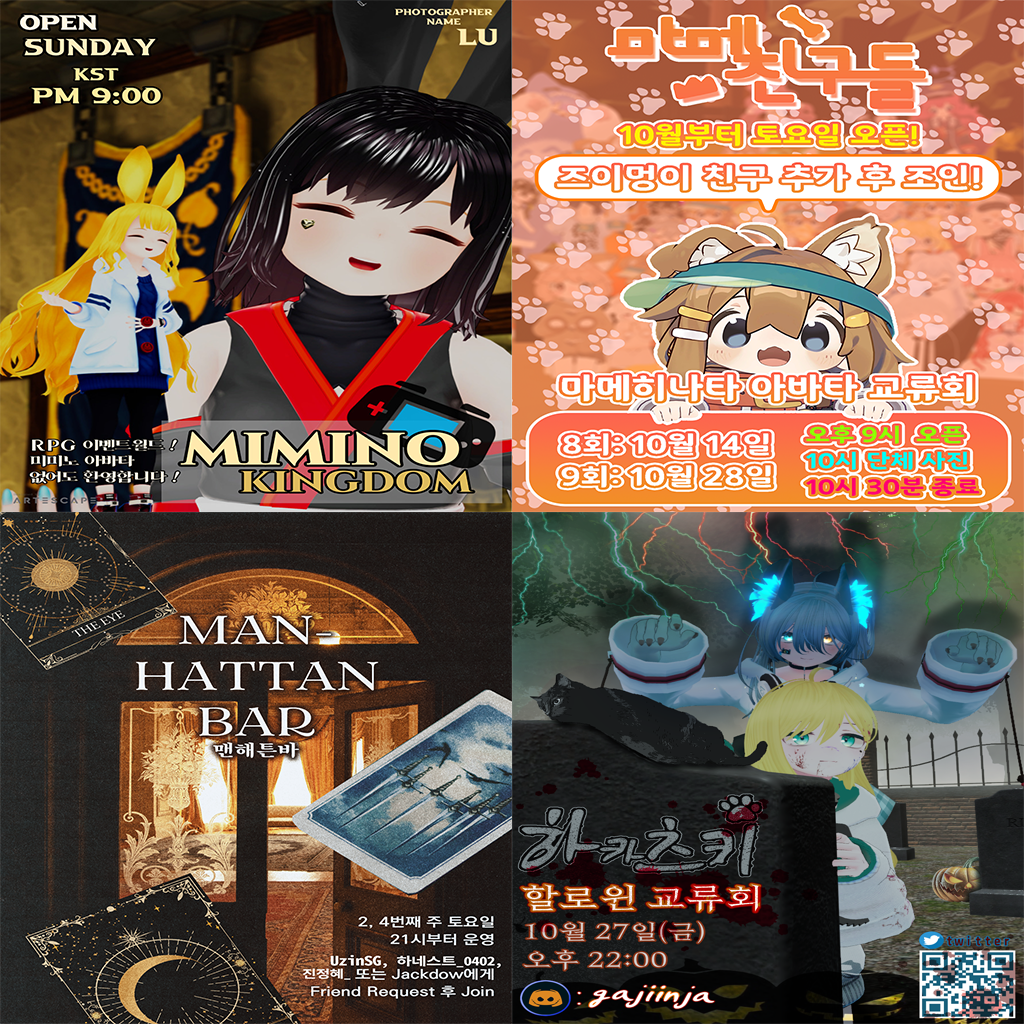 OPEN
SUNDAY
KST
PM 9:00
PHOTOGRAPHER
NAME
LU
RPG 이벤트월드!
미미노 아바타
없어도 환영합니다!
MIMINO
KINGDOM
ARTESCAPE
마메친구들
10월부터 토요일 오픈!
즈이멍이 친구 추가 후 조인!
마메히나타 아바타 교류회
8회: 10월 14일
9회: 10월 28일
오후 9시 오픈
10시 단체 사진
10시 30분 종료
THE EYE
MAN-
HATTAN
BAR
맨해튼바
2, 4번째 주 토요일
21시부터 운영
UzinSG, 하네스트_0402,
진정혜_ 또는 Jackdow에게
Friend Request 후 Join
하카츠키
할로윈 교류회
10월 27일(금)
오후 22:00
: gajiinja
twitter